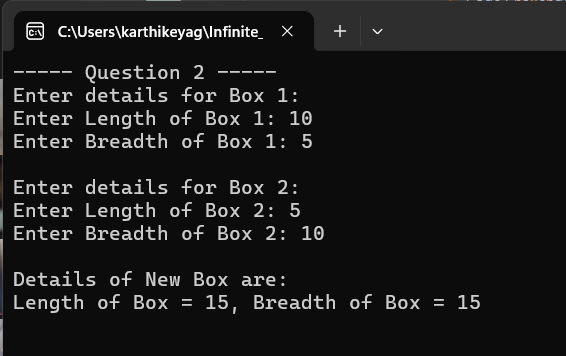 C:\Users\karthikeyag\Infinite_
----- Question 2 -----
Enter details for Box 1:
Enter Length of Box 1: 10
Enter Breadth of Box 1: 5
Enter details for Box 2:
Enter Length of Box 2: 5
Enter Breadth of Box 2: 10
Details of New Box are:
Length of Box = 15, Breadth of Box = 15